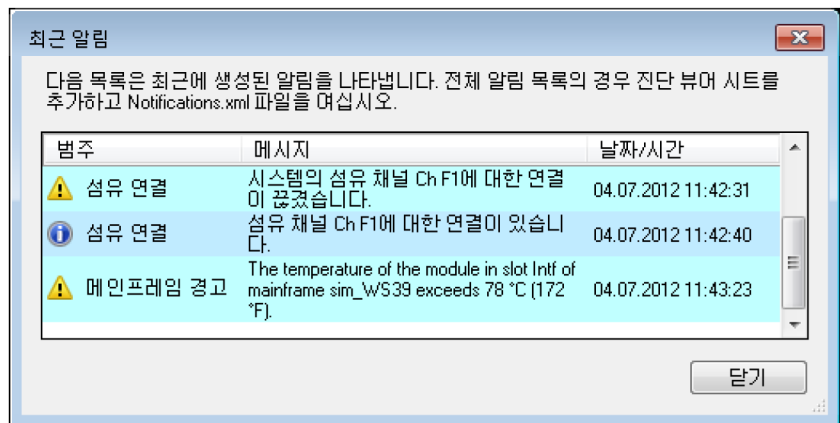 최근 알림
다음 목록은 최근에 생성된 알림을 나타냅니다. 전체 알림 목록의 경우 진단 뷰어 시트를
추가하고 Notifications.xml 파일을 여십시오.
범주 메시지 날짜/시간
섬유 연결 시스템의 섬유 채널 Ch F1에 대한 연결 04.07.2012 11:42:31
이 끊겼습니다.
섬유 연결 섬유 채널 Ch F1에 대한 연결이 있습니 04.07.2012 11:42:40
다.
메인프레임 경고 The temperature of the module in slot Intf of
mainframe sim_WS39 exceeds 78 °C (172 04.07.2012 11:43:23
°F).
닫기